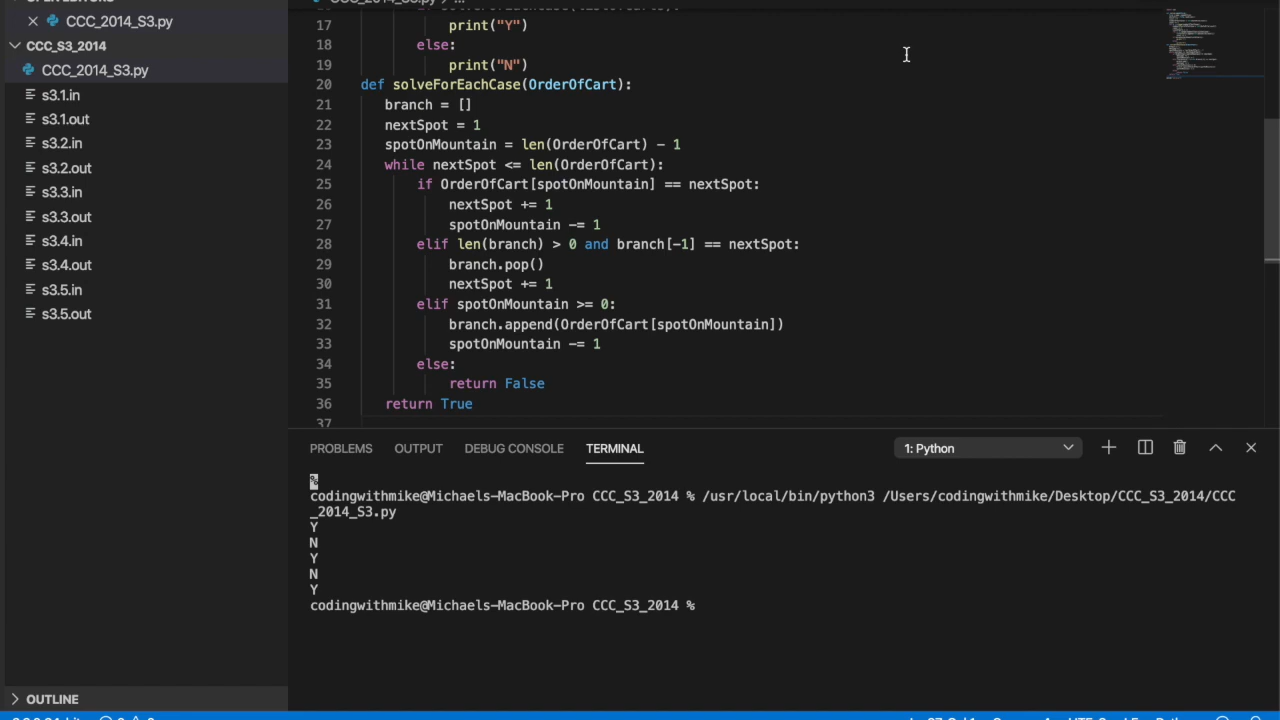 CCC_2014_S3.py
CCC_S3_2014
CCC_2014_S3.py
s3.1.in
s3.1.out
s3.2.in
s3.2.out
s3.3.in
s3.3.out
s3.4.in
s3.4.out
s3.5.in
s3.5.out
OUTLINE
17 print("Y")
18 else:
19 print("N")
20 def solveForEachCase(OrderOfCart):
21 branch = []
22 nextSpot = 1
23 spotOnMountain = len(OrderOfCart) - 1
24 while nextSpot <= len(OrderOfCart):
25 if OrderOfCart[spotOnMountain] == nextSpot:
26 nextSpot += 1
27 spotOnMountain -= 1
28 elif len(branch) > 0 and branch[-1] == nextSpot:
29 branch.pop()
30 nextSpot += 1
31 elif spotOnMountain >= 0:
32 branch.append(OrderOfCart[spotOnMountain])
33 spotOnMountain -= 1
34 else:
35 return False
36 return True
37
PROBLEMS OUTPUT DEBUG CONSOLE TERMINAL 1: Python
%
codingwithmike@Michaels-MacBook-Pro CCC_S3_2014 % /usr/local/bin/python3 /Users/codingwithmike/Desktop/CCC_S3_2014/CCC
_2014_S3.py
Y
N
Y
N
Y
codingwithmike@Michaels-MacBook-Pro CCC_S3_2014 %